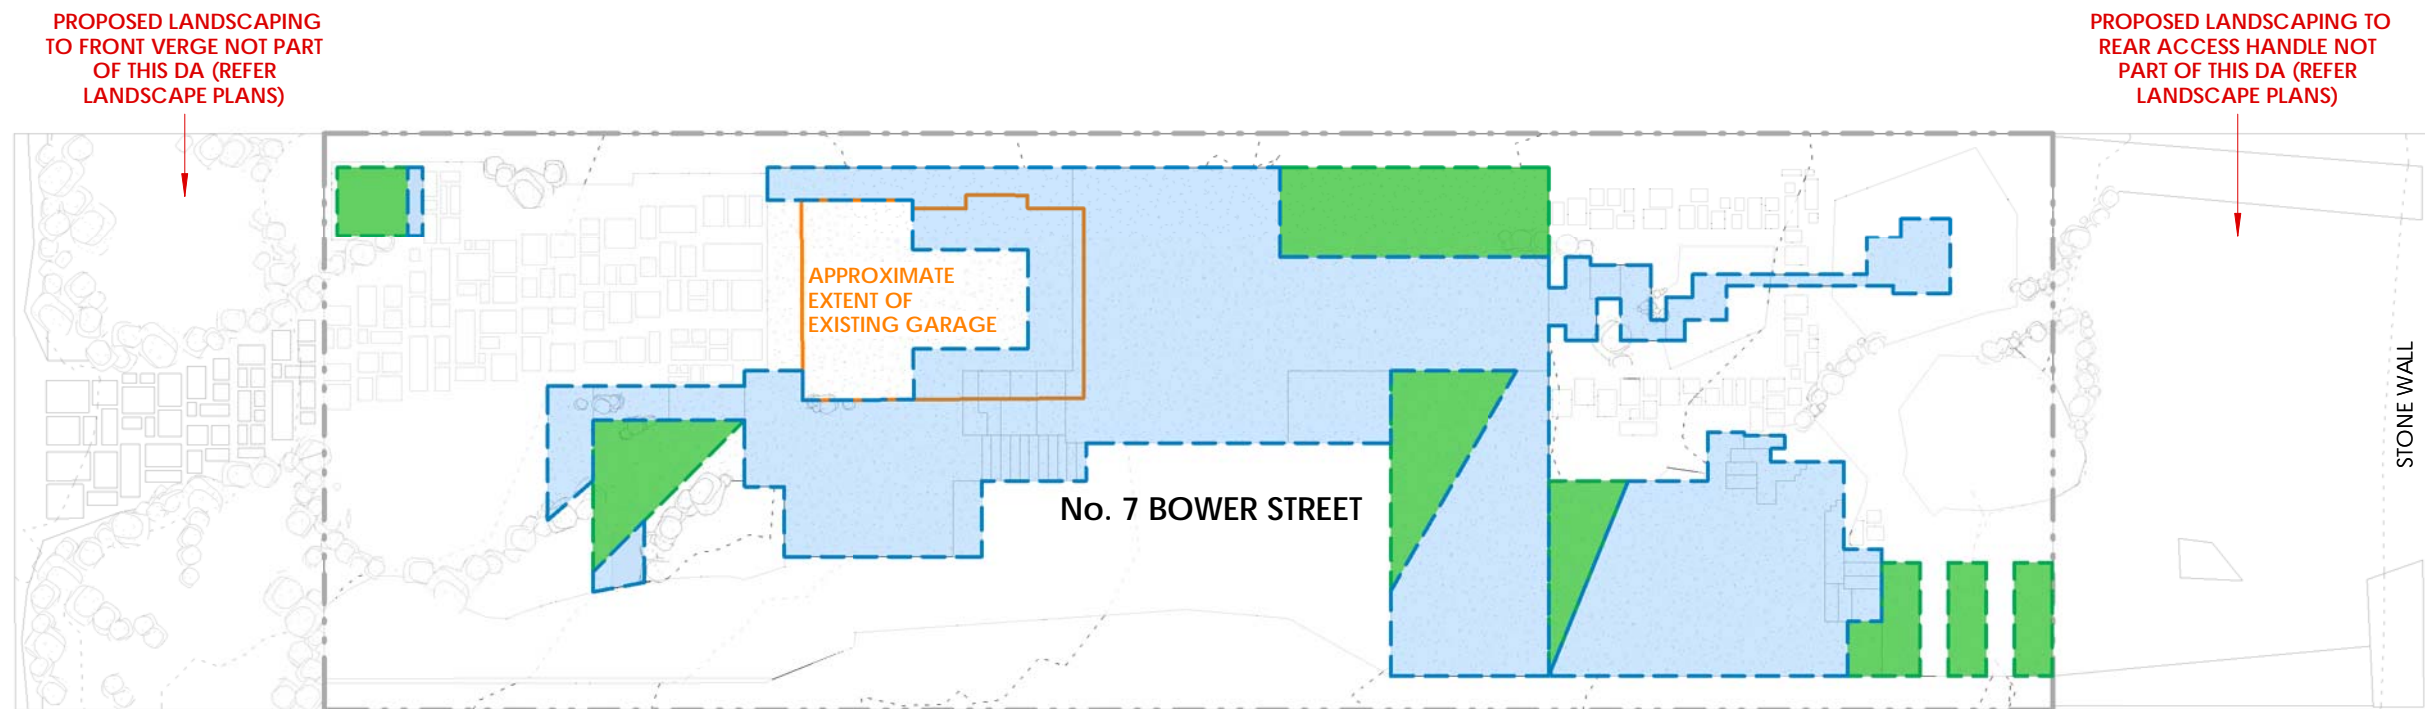 PROPOSED LANDSCAPING
TO FRONT VERGE NOT PART
OF THIS DA (REFER
LANDSCAPE PLANS)
PROPOSED LANDSCAPING TO
REAR ACCESS HANDLE NOT
PART OF THIS DA (REFER
LANDSCAPE PLANS)
APPROXIMATE
EXTENT OF
EXISTING GARAGE
No. 7 BOWER STREET
STONE WALL